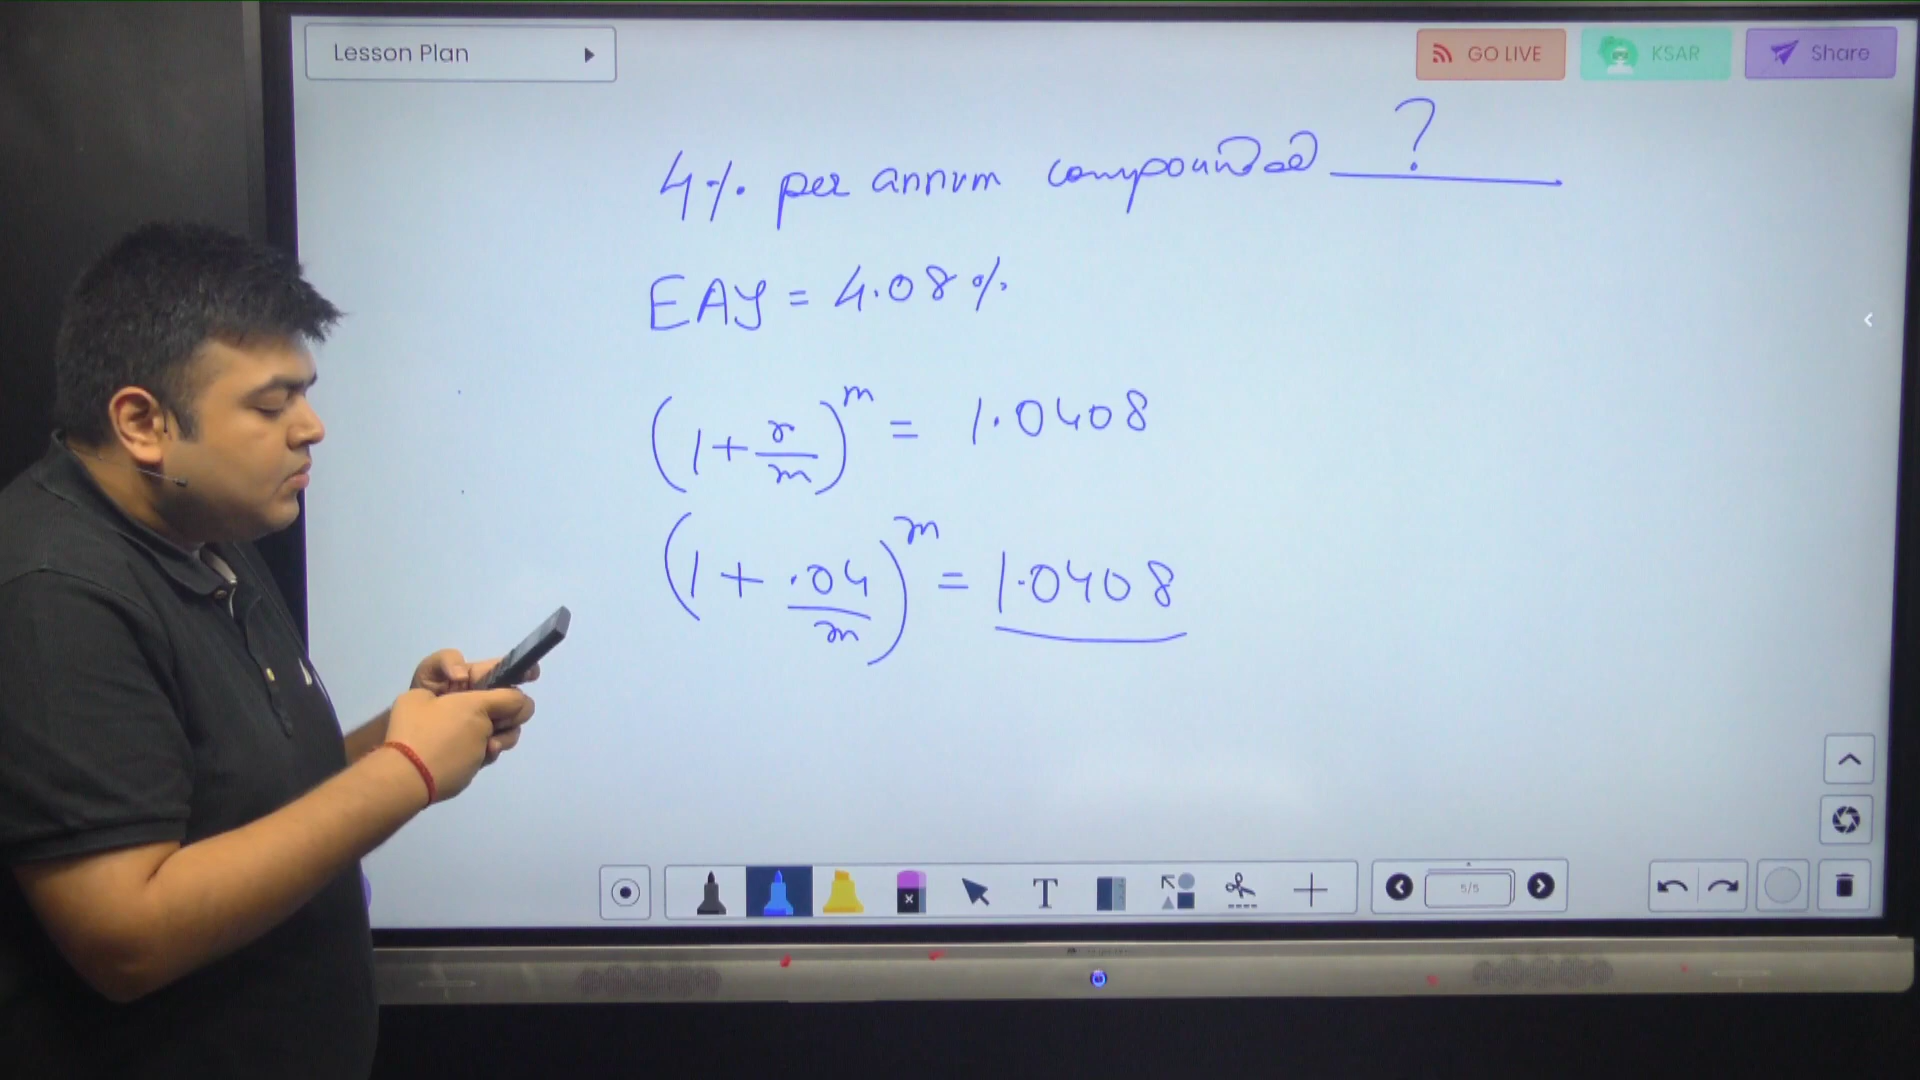 Lesson Plan
GO LIVE
KSAR
Share
4% per annum compounded ?
EAY = 4.08%
(1 + r/m)^m = 1.0408
(1 + .04/m)^m = 1.0408
T
5/5